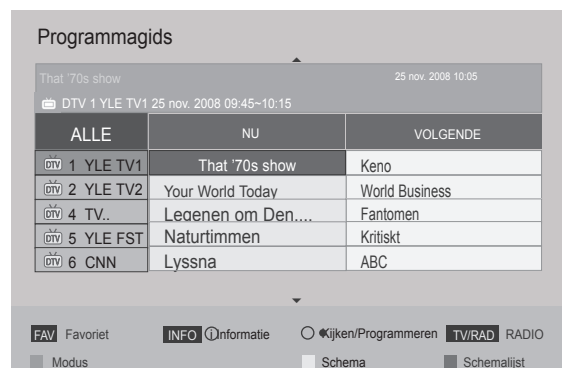 Programmagids
That '70s show 25 nov. 2008 10:05
DTV 1 YLE TV1 25 nov. 2008 09:45~10:15
ALLE NU VOLGENDE
DTV 1 YLE TV1 That '70s show Keno
DTV 2 YLE TV2 Your World Today World Business
DTV 4 TV.. Legenen om Den.... Fantomen
DTV 5 YLE FST Naturtimmen Kritiskt
DTV 6 CNN Lyssna ABC
FAV Favoriet INFO ⓘInformatie Kijken/Programmeren TV/RAD RADIO
Modus Schema Schemalijst